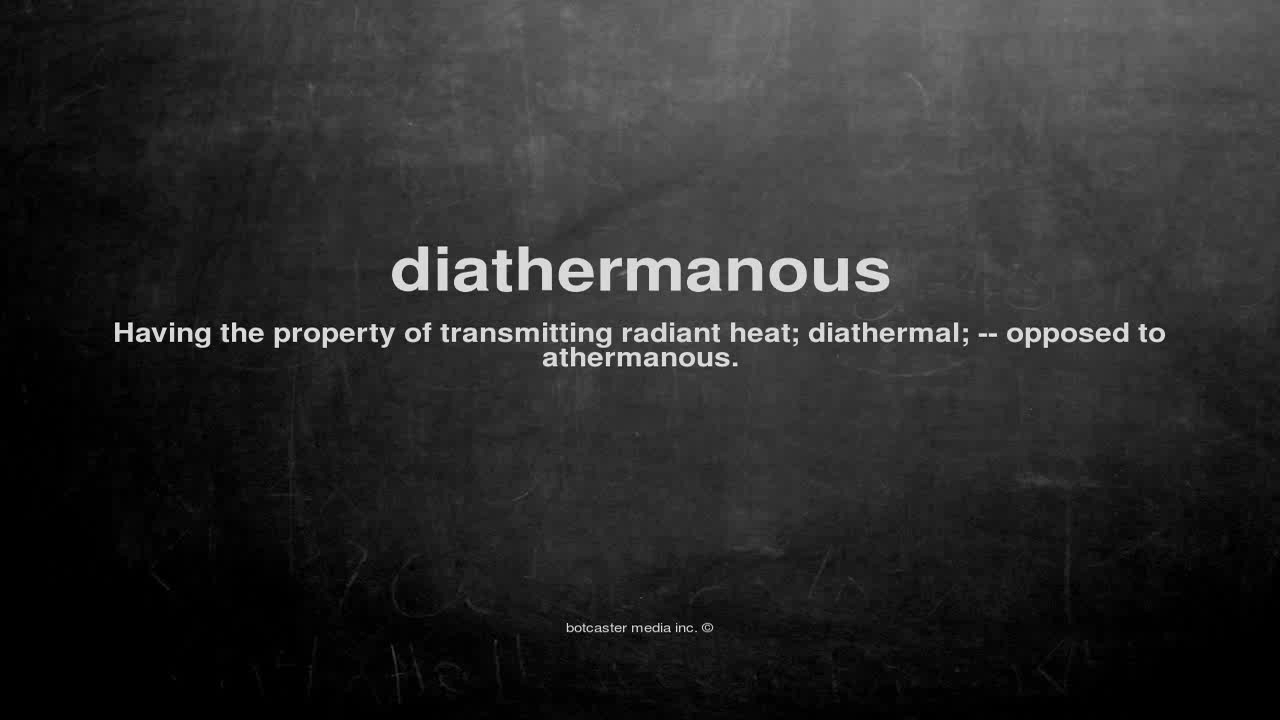 diathermanous
Having the property of transmitting radiant heat; diathermal; -- opposed to
athermanous.
botcaster media inc. ©